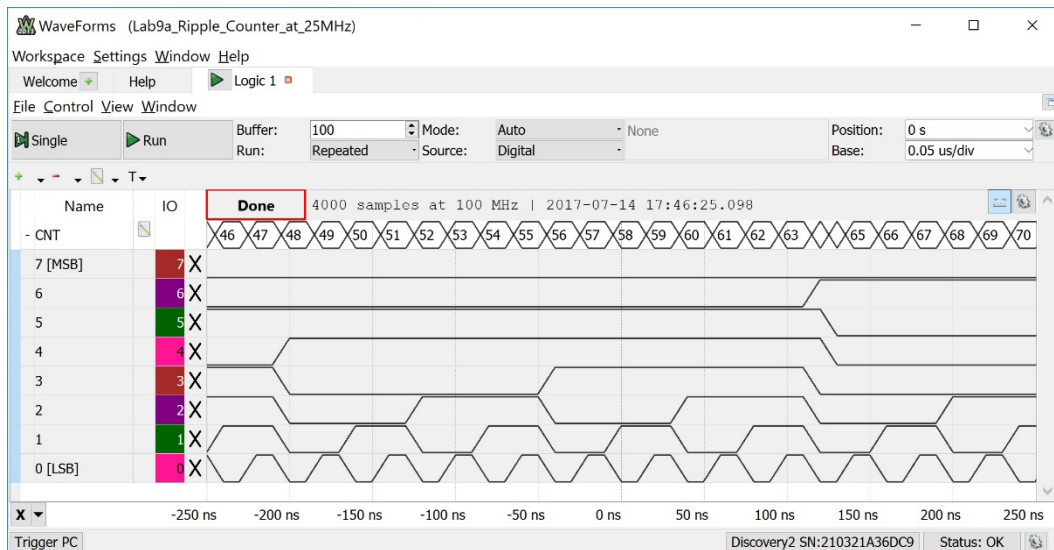 WaveForms (Lab9a_Ripple_Counter_at_25MHz)
Workspace Settings Window Help
Welcome Help Logic 1
File Control View Window
Single Run Buffer: 100 Mode: Auto None Position: 0 s
Run: Repeated Source: Digital Base: 0.05 us/div
+ - T
Name IO Done 4000 samples at 100 MHz | 2017-07-14 17:46:25.098
- CNT 46 47 48 49 50 51 52 53 54 55 56 57 58 59 60 61 62 63 65 66 67 68 69 70
7 [MSB] 7 X
6 6 X
5 5 X
4 4 X
3 3 X
2 2 X
1 1 X
0 [LSB] 0 X
X -250 ns -200 ns -150 ns -100 ns -50 ns 0 ns 50 ns 100 ns 150 ns 200 ns 250 ns
Trigger PC Discovery2 SN:210321A36DC9 Status: OK